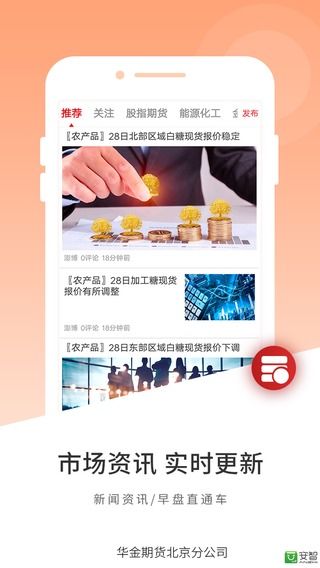 推荐 关注 股指期货 能源化工 发布
〖农产品〗28日北部区域白糖现货报价稳定
澎博 0评论 18分钟前
〖农产品〗28日加工糖现货
报价有所调整
澎博 0评论 18分钟前
〖农产品〗28日东部区域白糖现货报价下调
市场资讯 实时更新
新闻资讯/早盘直通车
华金期货北京分公司
安智